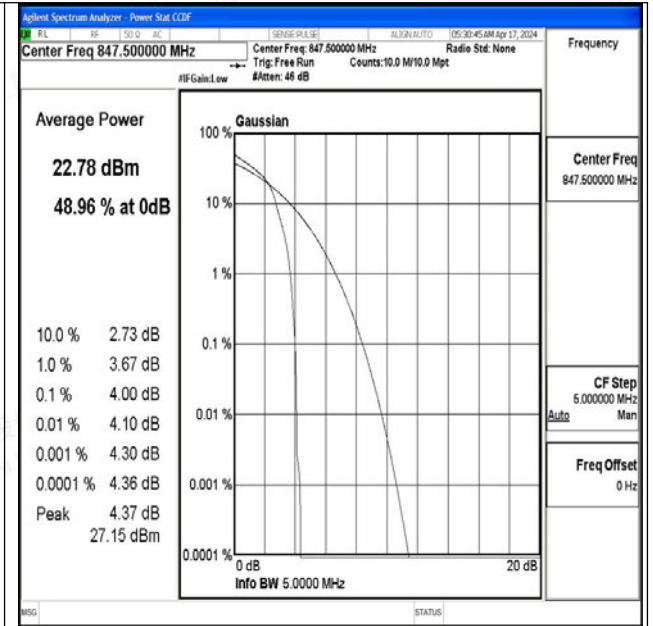 Agilent Spectrum Analyzer - Power Stat CCDF
RL RF 50 Ω AC SENSE:PULSE ALIGN AUTO 05:30:45 AM Apr 17, 2024
Center Freq 847.500000 MHz
Center Freq: 847.500000 MHz Radio Std: None
Trig: Free Run Counts:10.0 M/10.0 Mpt
#IFGain:Low #Atten: 46 dB
Frequency
Average Power
22.78 dBm
48.96 % at 0dB
10.0 % 2.73 dB
1.0 % 3.67 dB
0.1 % 4.00 dB
0.01 % 4.10 dB
0.001 % 4.30 dB
0.0001 % 4.36 dB
Peak 4.37 dB
27.15 dBm
Gaussian
100 %
10 %
1 %
0.1 %
0.01 %
0.001 %
0.0001 %
0 dB 20 dB
Info BW 5.0000 MHz
Center Freq
847.500000 MHz
CF Step
5.000000 MHz
Auto Man
Freq Offset
0 Hz
MSG STATUS